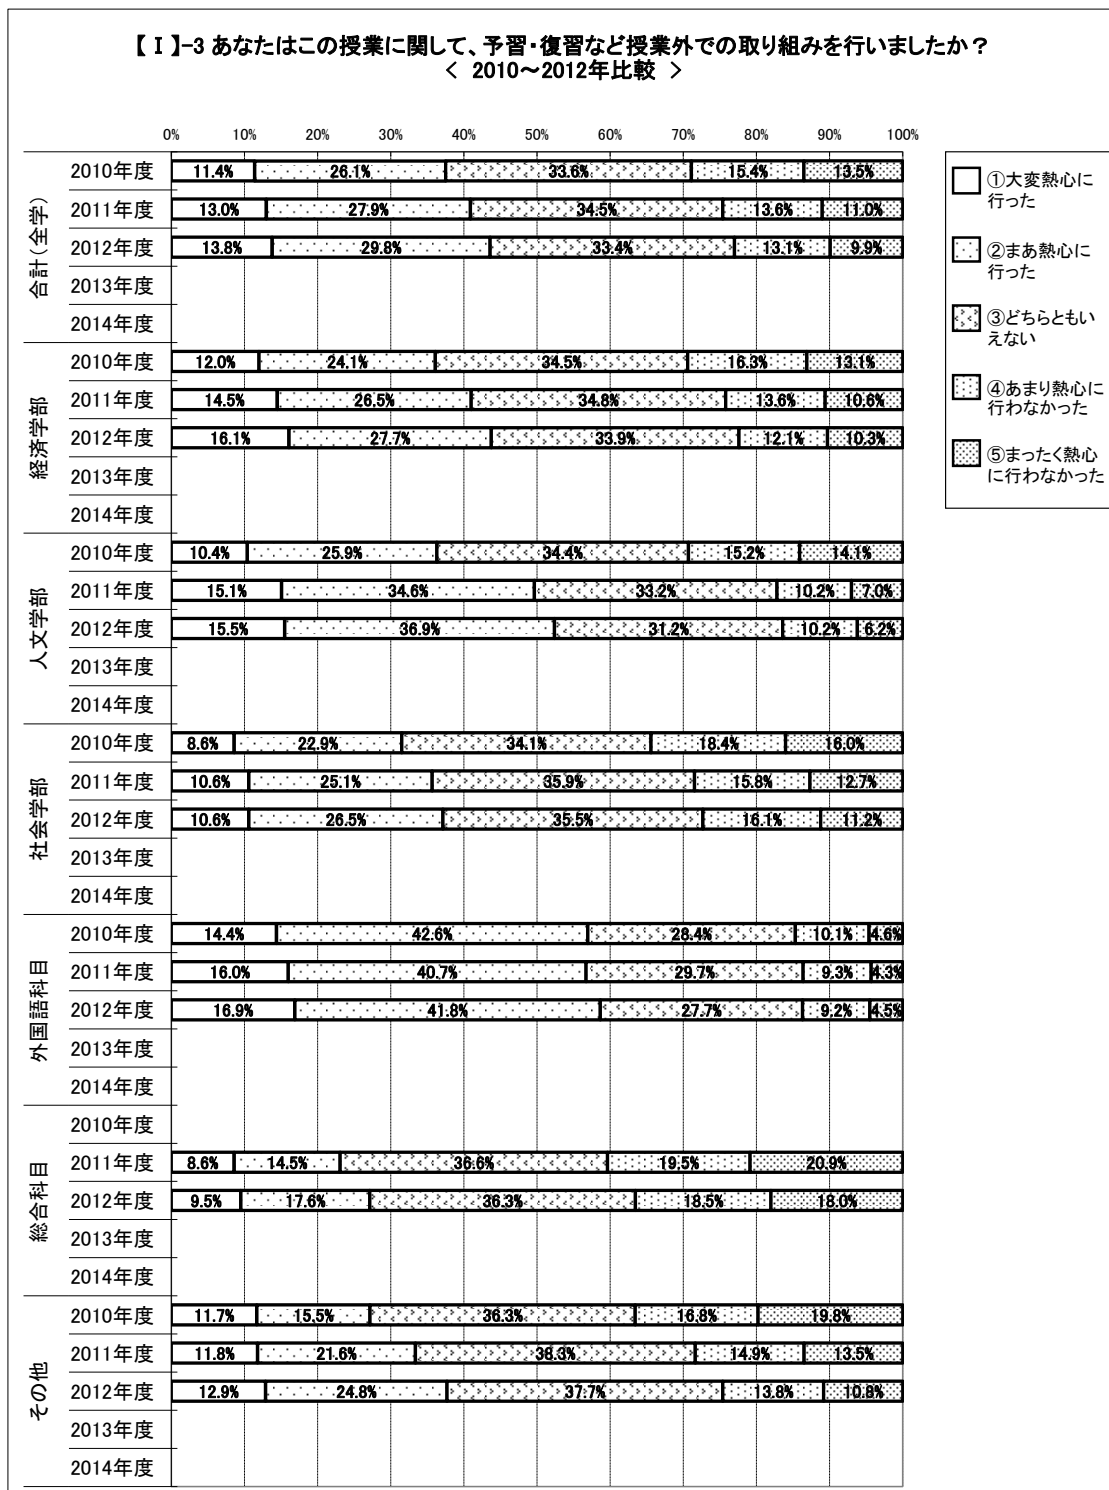 【Ⅰ】-3 あなたはこの授業に関して、予習・復習など授業外での取り組みを行いましたか？
＜ 2010～2012年比較 ＞
0% 10% 20% 30% 40% 50% 60% 70% 80% 90% 100%
合計（全学）
2010年度 11.4% 26.1% 33.6% 15.4% 13.5%
2011年度 13.0% 27.9% 34.5% 13.6% 11.0%
2012年度 13.8% 29.8% 33.4% 13.1% 9.9%
2013年度
2014年度
経済学部
2010年度 12.0% 24.1% 34.5% 16.3% 13.1%
2011年度 14.5% 26.5% 34.8% 13.6% 10.6%
2012年度 16.1% 27.7% 33.9% 12.1% 10.3%
2013年度
2014年度
人文学部
2010年度 10.4% 25.9% 34.4% 15.2% 14.1%
2011年度 15.1% 34.6% 33.2% 10.2% 7.0%
2012年度 15.5% 36.9% 31.2% 10.2% 6.2%
2013年度
2014年度
社会学部
2010年度 8.6% 22.9% 34.1% 18.4% 16.0%
2011年度 10.6% 25.1% 35.9% 15.8% 12.7%
2012年度 10.6% 26.5% 35.5% 16.1% 11.2%
2013年度
2014年度
外国語科目
2010年度 14.4% 42.6% 28.4% 10.1% 4.6%
2011年度 16.0% 40.7% 29.7% 9.3% 4.3%
2012年度 16.9% 41.8% 27.7% 9.2% 4.5%
2013年度
2014年度
総合科目
2010年度
2011年度 8.6% 14.5% 36.6% 19.5% 20.9%
2012年度 9.5% 17.6% 36.3% 18.5% 18.0%
2013年度
2014年度
その他
2010年度 11.7% 15.5% 36.3% 16.8% 19.8%
2011年度 11.8% 21.6% 38.3% 14.9% 13.5%
2012年度 12.9% 24.8% 37.7% 13.8% 10.8%
2013年度
2014年度
①大変熱心に
行った
②まあ熱心に
行った
③どちらともい
えない
④あまり熱心に
行わなかった
⑤まったく熱心
に行わなかった